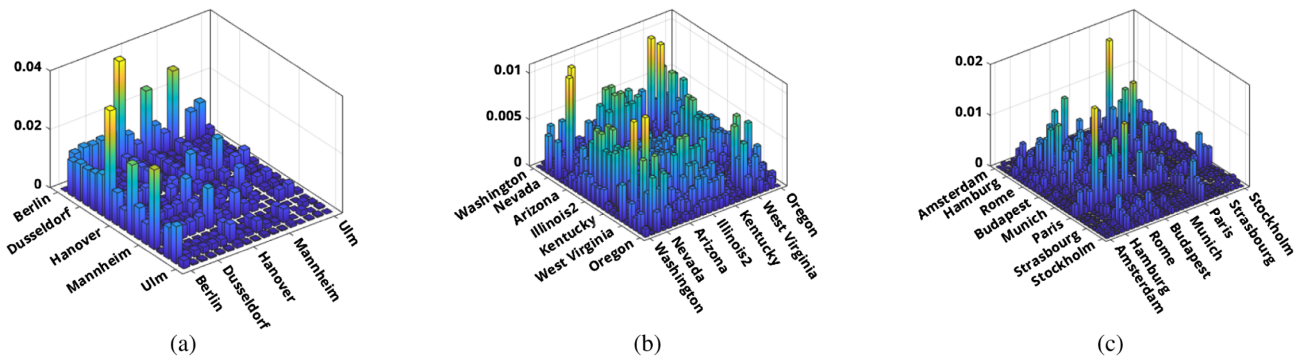 0.04
0.02
0
Berlin
Dusseldorf
Hanover
Mannheim
Ulm
Berlin
Dusseldorf
Hanover
Mannheim
Ulm
(a)
0.01
0.005
0
Washington
Nevada
Arizona
Illinois2
Kentucky
West Virginia
Oregon
Washington
Nevada
Arizona
Illinois2
Kentucky
West Virginia
Oregon
(b)
0.02
0.01
0
Amsterdam
Hamburg
Rome
Budapest
Munich
Paris
Strasbourg
Stockholm
Amsterdam
Hamburg
Rome
Budapest
Munich
Paris
Strasbourg
Stockholm
(c)